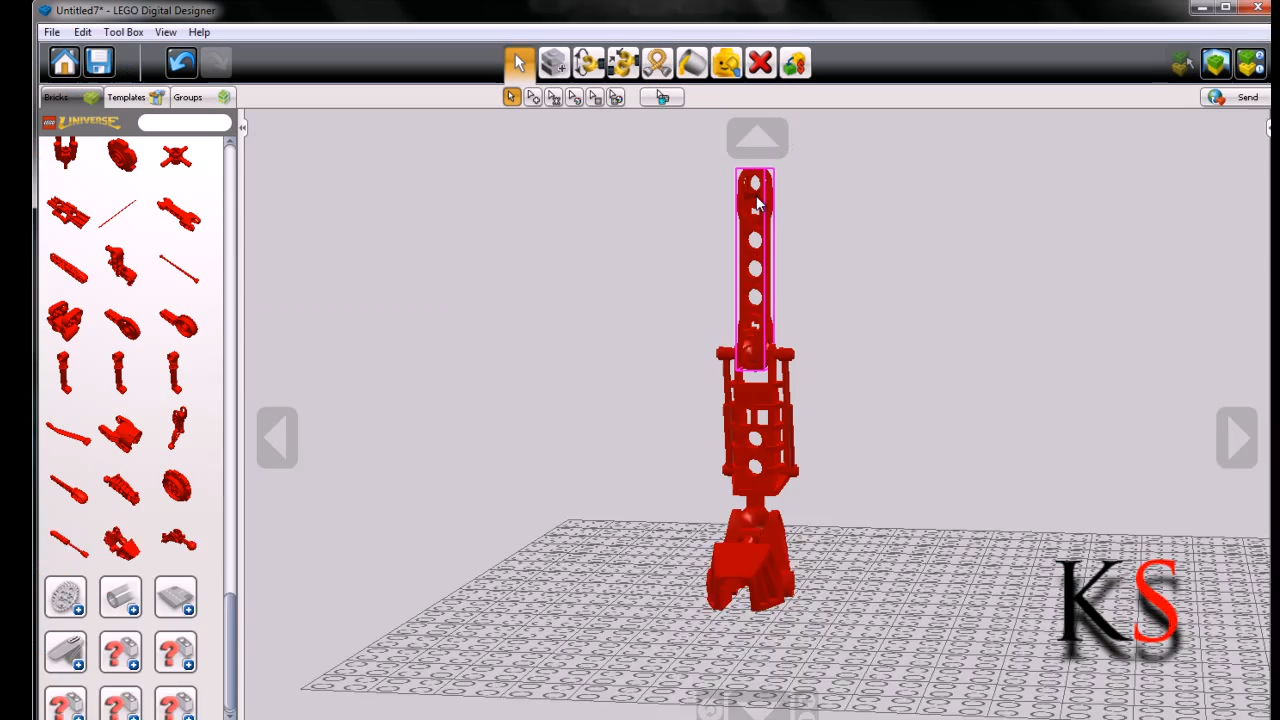 Untitled7* - LEGO Digital Designer
File Edit Tool Box View Help
Bricks Templates Groups
LEGO UNIVERSE
Send
KS